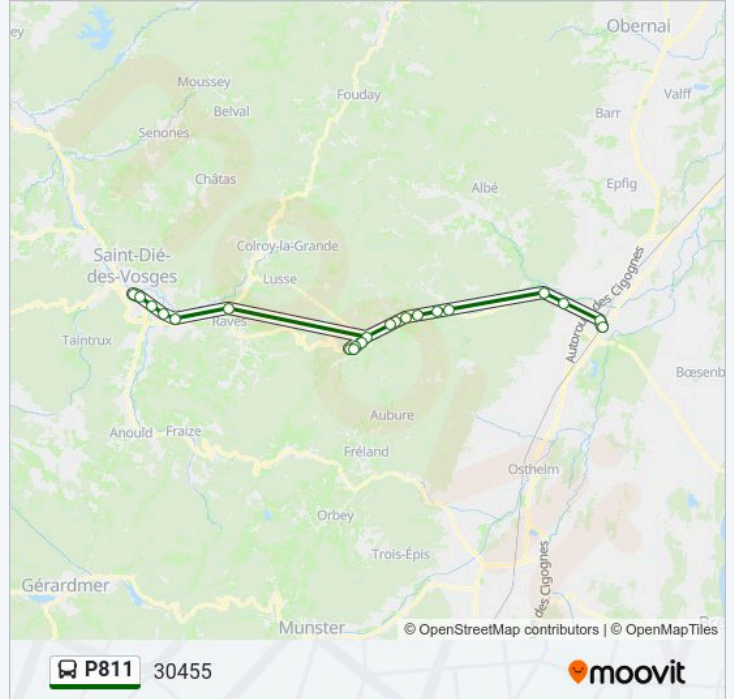 Obernai
ey
Valff
Moussey
Fouday
Belval
Barr
Senones
Châtas
Albé
Epfig
Colroy-la-Grande
Saint-Dié-
des-Vosges
Lusse
Autoroute des Cigognes
Raves
Taintrux
Bœsenb
Aubure
Anould
Fraize
Fréland
Ostheim
Orbey
Trois-Épis
des Cigognes
Gérardmer
Munster
© OpenStreetMap contributors | © OpenMapTiles
P811 30455
moovit